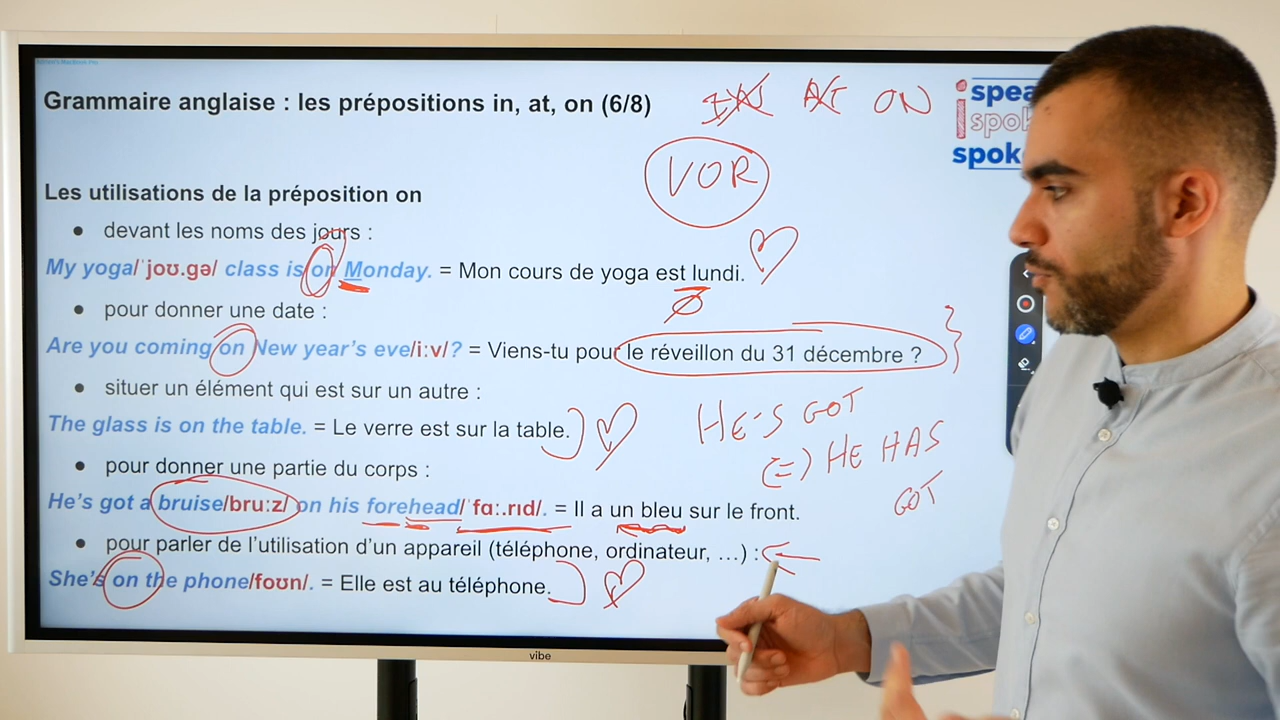 Grammaire anglaise : les prépositions in, at, on (6/8)
AT ON
i spea
i spok
spok
VOR
Les utilisations de la préposition on
• devant les noms des jours :
My yoga/ˈjoʊ.gə/ class is on Monday. = Mon cours de yoga est lundi.
• pour donner une date :
Are you coming on New year's eve/i:v/? = Viens-tu pour le réveillon du 31 décembre ?
• situer un élément qui est sur un autre :
The glass is on the table. = Le verre est sur la table.
HE'S GOT
(=) HE HAS
GOT
• pour donner une partie du corps :
He's got a bruise/bru:z/ on his forehead/ˈfɑ:.rɪd/. = Il a un bleu sur le front.
• pour parler de l'utilisation d'un appareil (téléphone, ordinateur, …) :
She's on the phone/foʊn/. = Elle est au téléphone.
vibe